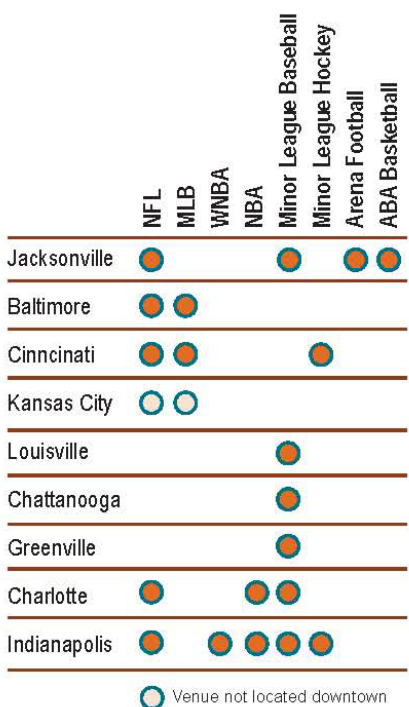 NFL
MLB
WNBA
NBA
Minor League Baseball
Minor League Hockey
Arena Football
ABA Basketball
Jacksonville
Baltimore
Cinncinati
Kansas City
Louisville
Chattanooga
Greenville
Charlotte
Indianapolis
Venue not located downtown